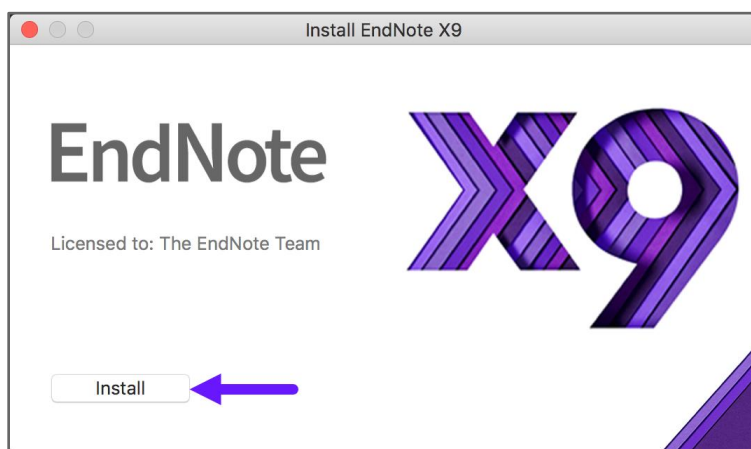 Install EndNote X9
EndNote
X9
Licensed to: The EndNote Team
Install